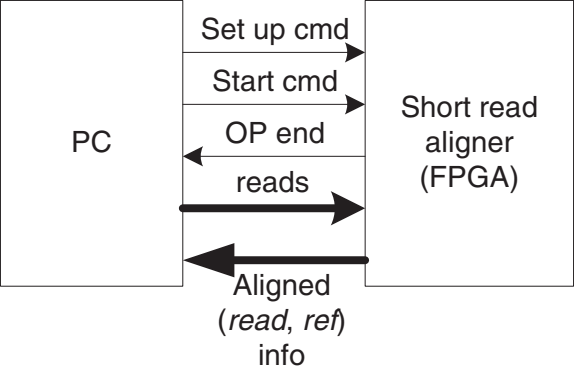 Set up cmd
Start cmd
OP end
reads
Aligned
(read, ref)
info
PC
Short read
aligner
(FPGA)